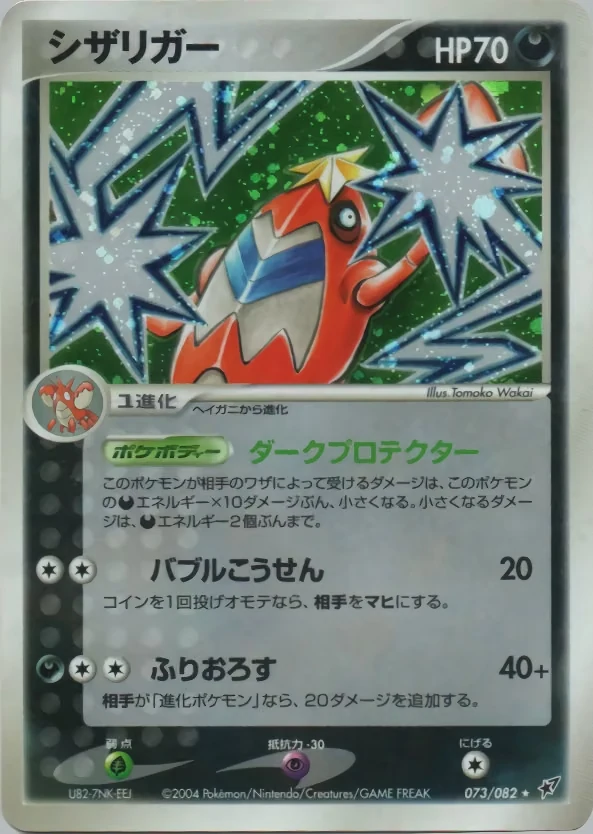 シザリガー HP70
Illus. Tomoko Wakai
1進化
ヘイガニから進化
ポケボディー ダークプロテクター
このポケモンが相手のワザによって受けるダメージは、このポケモン
のエネルギー×10ダメージぶん、小さくなる。小さくなるダメー
ジは、エネルギー2個ぶんまで。
バブルこうせん 20
コインを1回投げオモテなら、相手をマヒにする。
ふりおろす 40+
相手が「進化ポケモン」なら、20ダメージを追加する。
弱点 抵抗力 -30 にげる
U82-7NK-EEJ ©2004 Pokémon/Nintendo/Creatures/GAME FREAK 073/082 ★